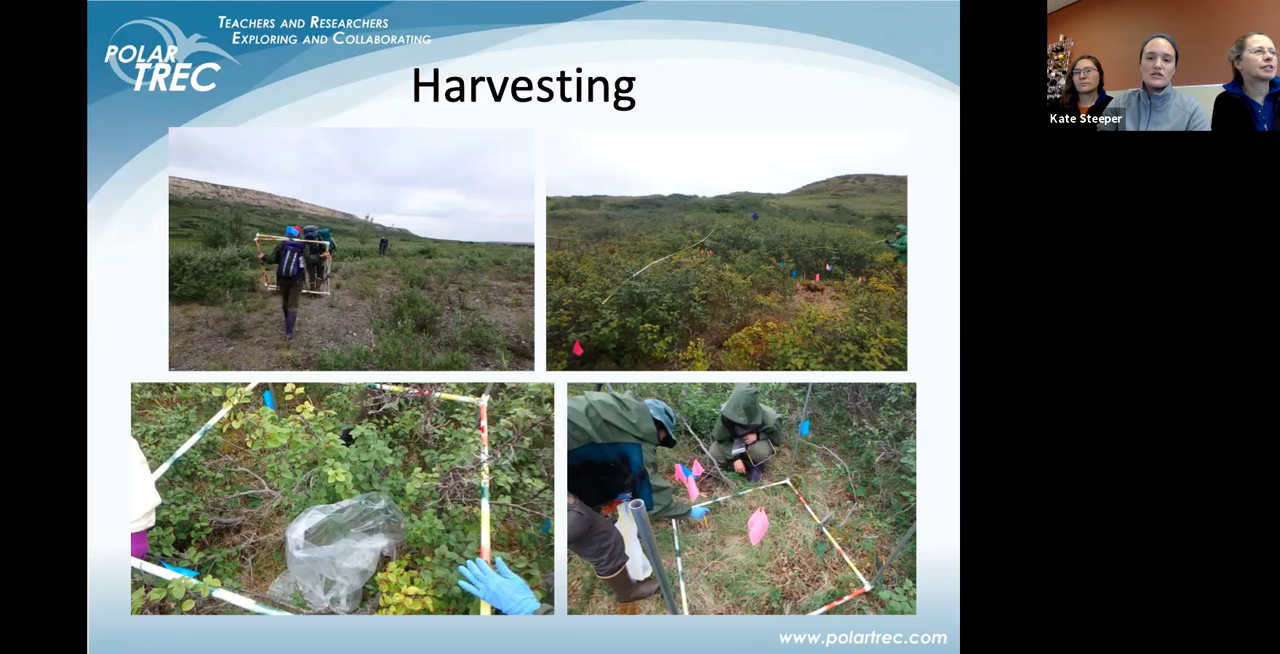 TEACHERS AND RESEARCHERS
EXPLORING AND COLLABORATING
POLAR
TREC
Harvesting
Kate Steeper
www.polartrec.com